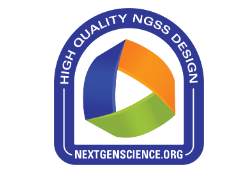 HIGH QUALITY NGSS DESIGN
NEXTGENSCIENCE.ORG